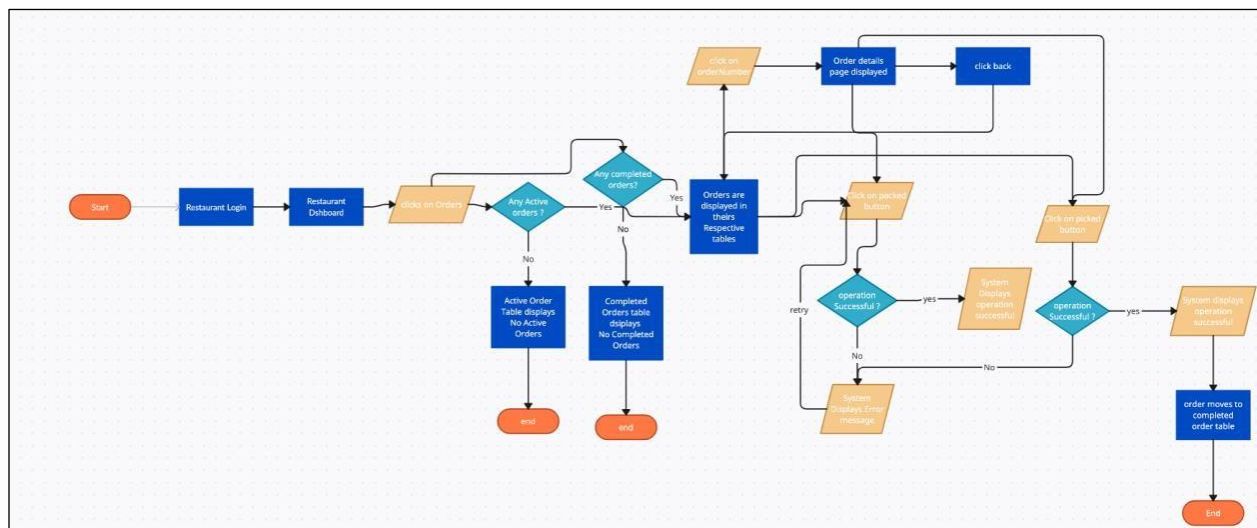 click on
orderNumber
Order details
page displayed
click back
Start
Restaurant Login
Restaurant
Dshboard
clicks on Orders
Any Active
orders ?
Yes
Any completed
orders?
Yes
No
No
Orders are
displayed in
theirs
Respective
tables
Click on picked
button
Click on picked
button
Active Order
Table displays
No Active
Orders
Completed
Orders table
dsplays
No Completed
Orders
retry
operation
Successful ?
yes
System
Displays
operation
successful
operation
Successful ?
yes
System displays
operation
successful
No
No
System
Displays Error
message
order moves to
completed
order table
end
end
End